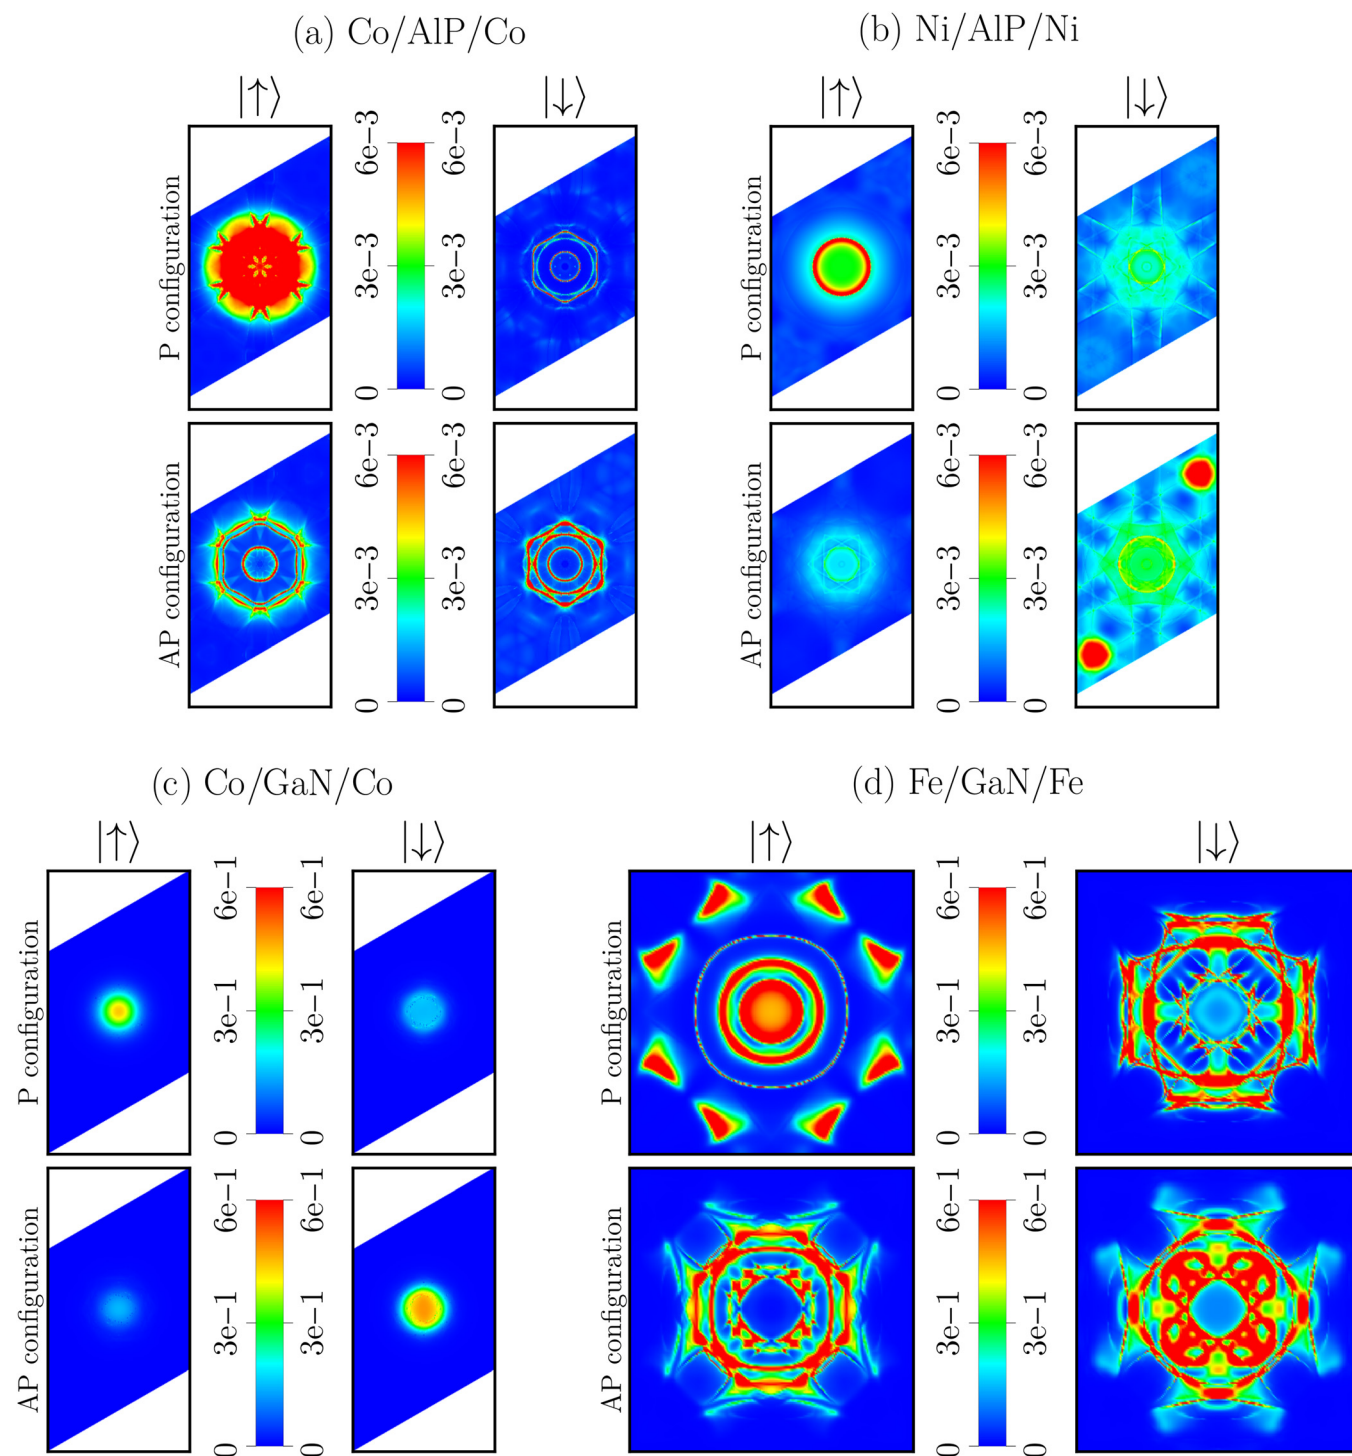 (a) Co/AlP/Co
(b) Ni/AlP/Ni
|↑⟩
|↓⟩
|↑⟩
|↓⟩
P configuration
0
3e−3
6e−3
0
3e−3
6e−3
P configuration
0
3e−3
6e−3
0
3e−3
6e−3
AP configuration
0
3e−3
6e−3
0
3e−3
6e−3
AP configuration
0
3e−3
6e−3
0
3e−3
6e−3
(c) Co/GaN/Co
(d) Fe/GaN/Fe
|↑⟩
|↓⟩
|↑⟩
|↓⟩
P configuration
0
3e−1
6e−1
0
3e−1
6e−1
P configuration
0
3e−1
6e−1
0
3e−1
6e−1
AP configuration
0
3e−1
6e−1
0
3e−1
6e−1
AP configuration
0
3e−1
6e−1
0
3e−1
6e−1